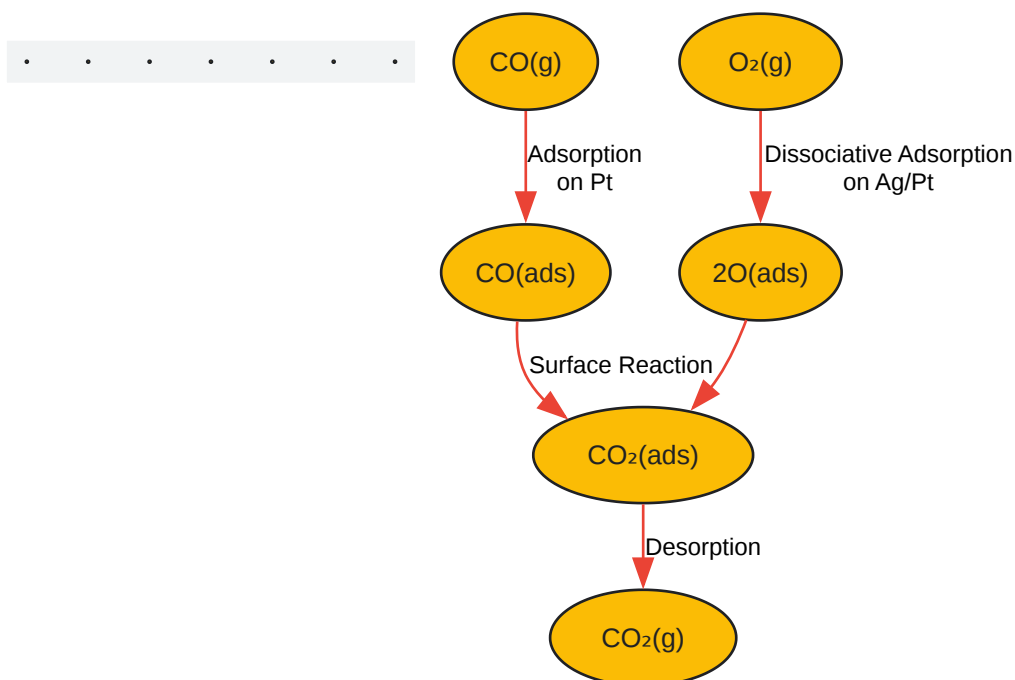 CO(g)
O₂(g)
Adsorption
on Pt
Dissociative Adsorption
on Ag/Pt
CO(ads)
2O(ads)
Surface Reaction
CO₂(ads)
Desorption
CO₂(g)